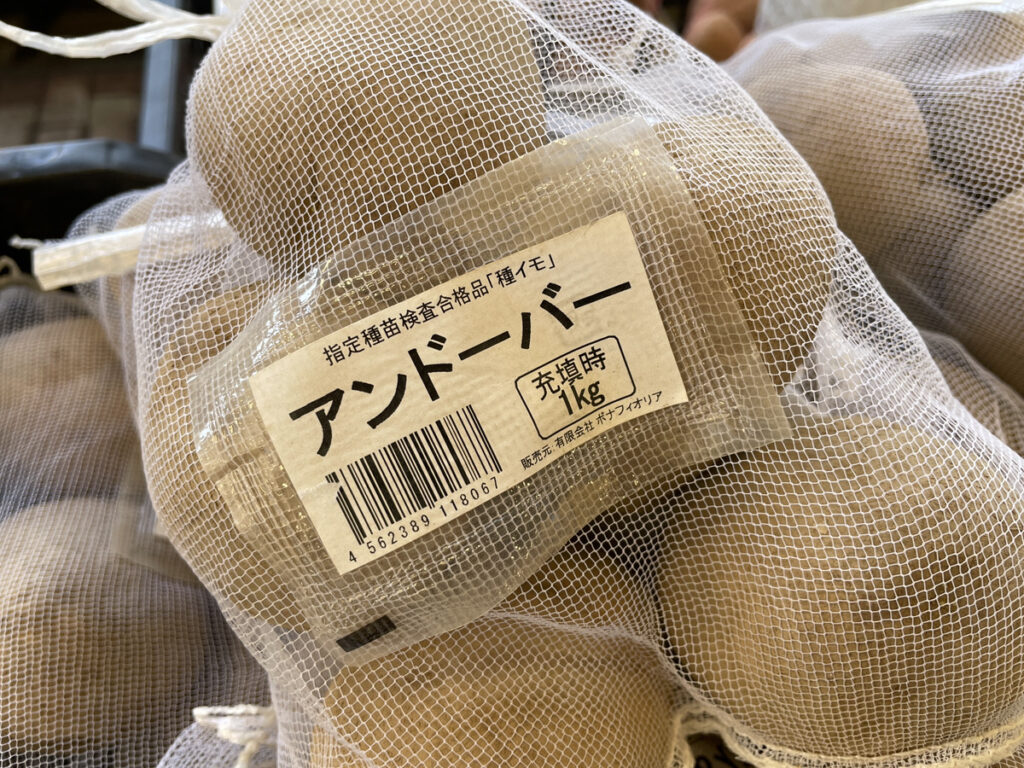 指定種苗検査合格品「種イモ」
アンドーバー
充填時
1kg
販売元:有限会社 ボナフィオリア
4 562389 118067